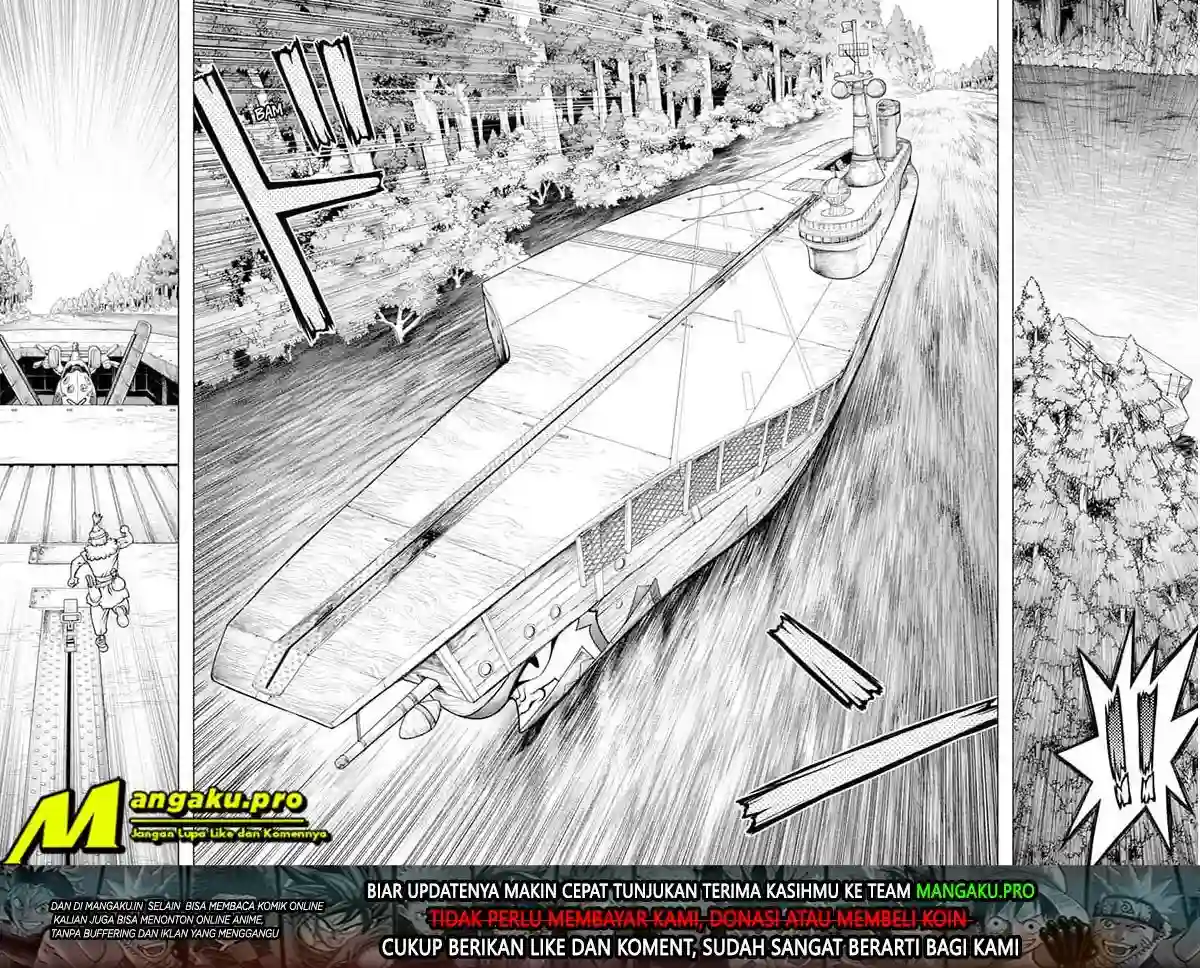 BAM
ド
ン
!!
Mangaku.pro
Jangan Lupa Like dan Komennya
DAN DI MANGAKU.IN SELAIN BISA MEMBACA KOMIK ONLINE
KALIAN JUGA BISA MENONTON ONLINE ANIME,
TANPA BUFFERING DAN IKLAN YANG MENGGANGU
BIAR UPDATENYA MAKIN CEPAT TUNJUKAN TERIMA KASIHMU KE TEAM MANGAKU.PRO
TIDAK PERLU MEMBAYAR KAMI, DONASI ATAU MEMBELI KOIN
CUKUP BERIKAN LIKE DAN KOMENT, SUDAH SANGAT BERARTI BAGI KAMI